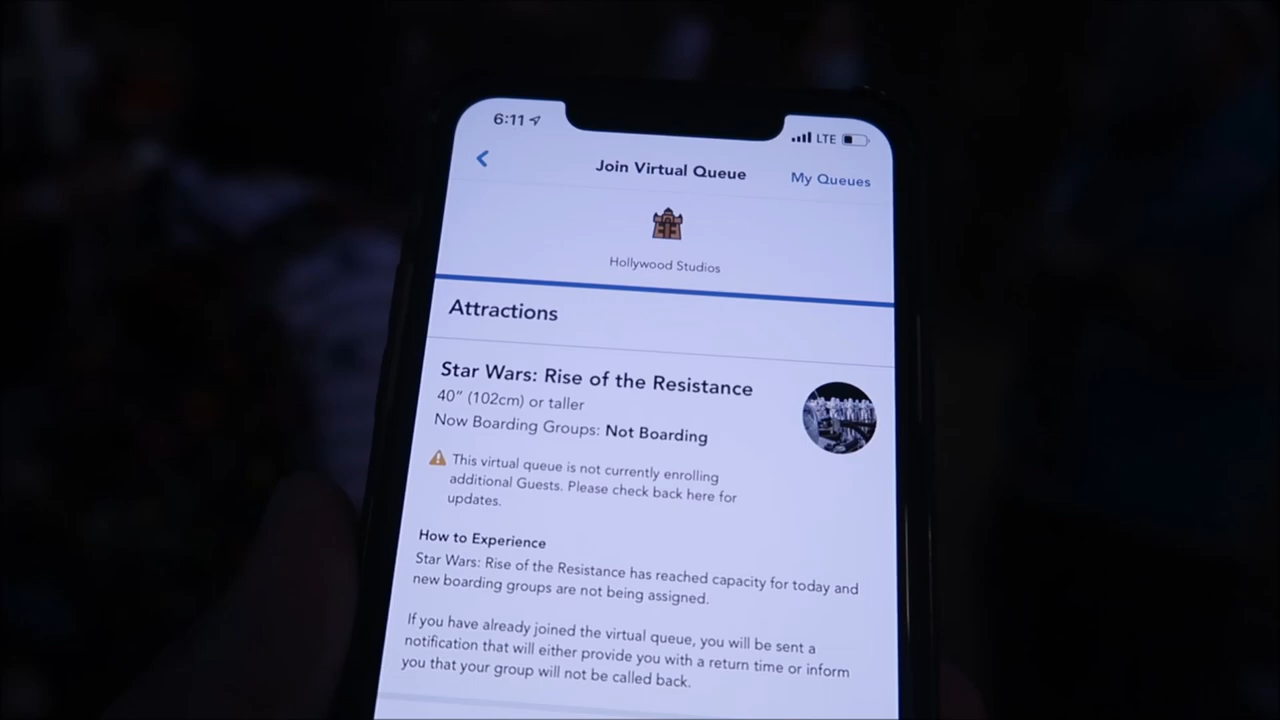 6:11
LTE
Join Virtual Queue
My Queues
Hollywood Studios
Attractions
Star Wars: Rise of the Resistance
40” (102cm) or taller
Now Boarding Groups: Not Boarding
This virtual queue is not currently enrolling
additional Guests. Please check back here for
updates.
How to Experience
Star Wars: Rise of the Resistance has reached capacity for today and
new boarding groups are not being assigned.
If you have already joined the virtual queue, you will be sent a
notification that will either provide you with a return time or inform
you that your group will not be called back.